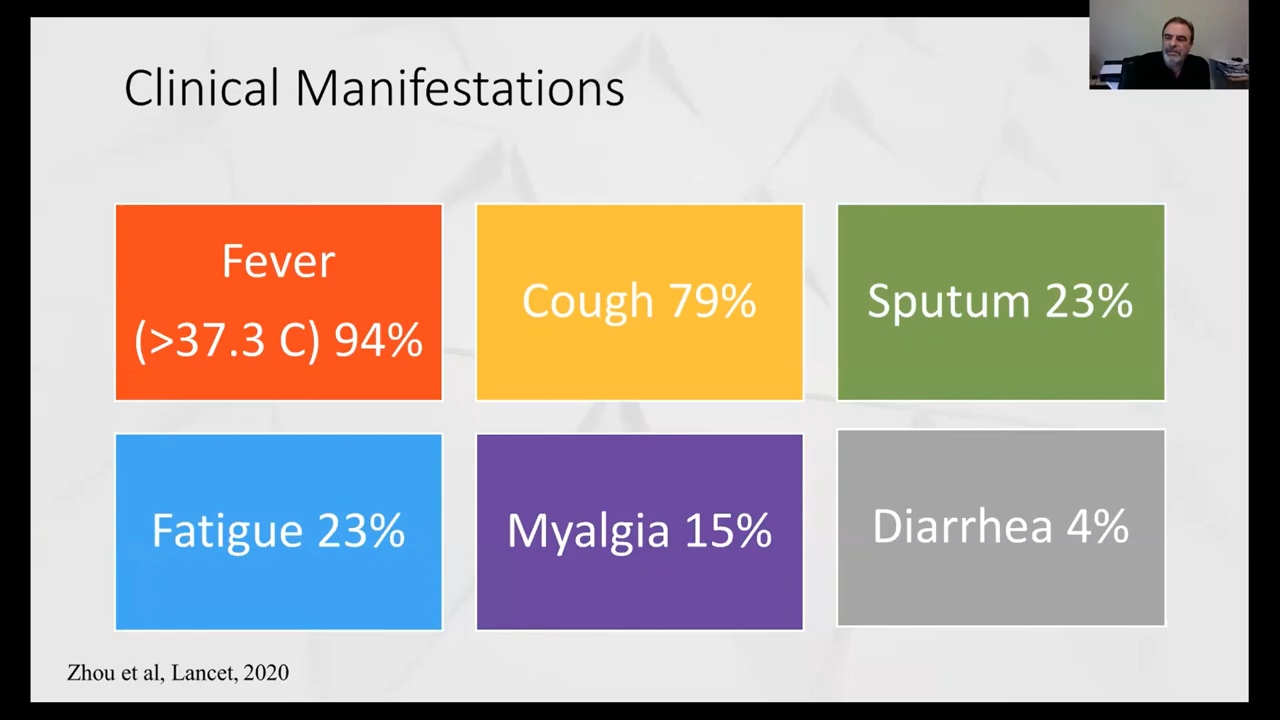 Clinical Manifestations
Fever
(>37.3 C) 94%
Cough 79%
Sputum 23%
Fatigue 23%
Myalgia 15%
Diarrhea 4%
Zhou et al, Lancet, 2020